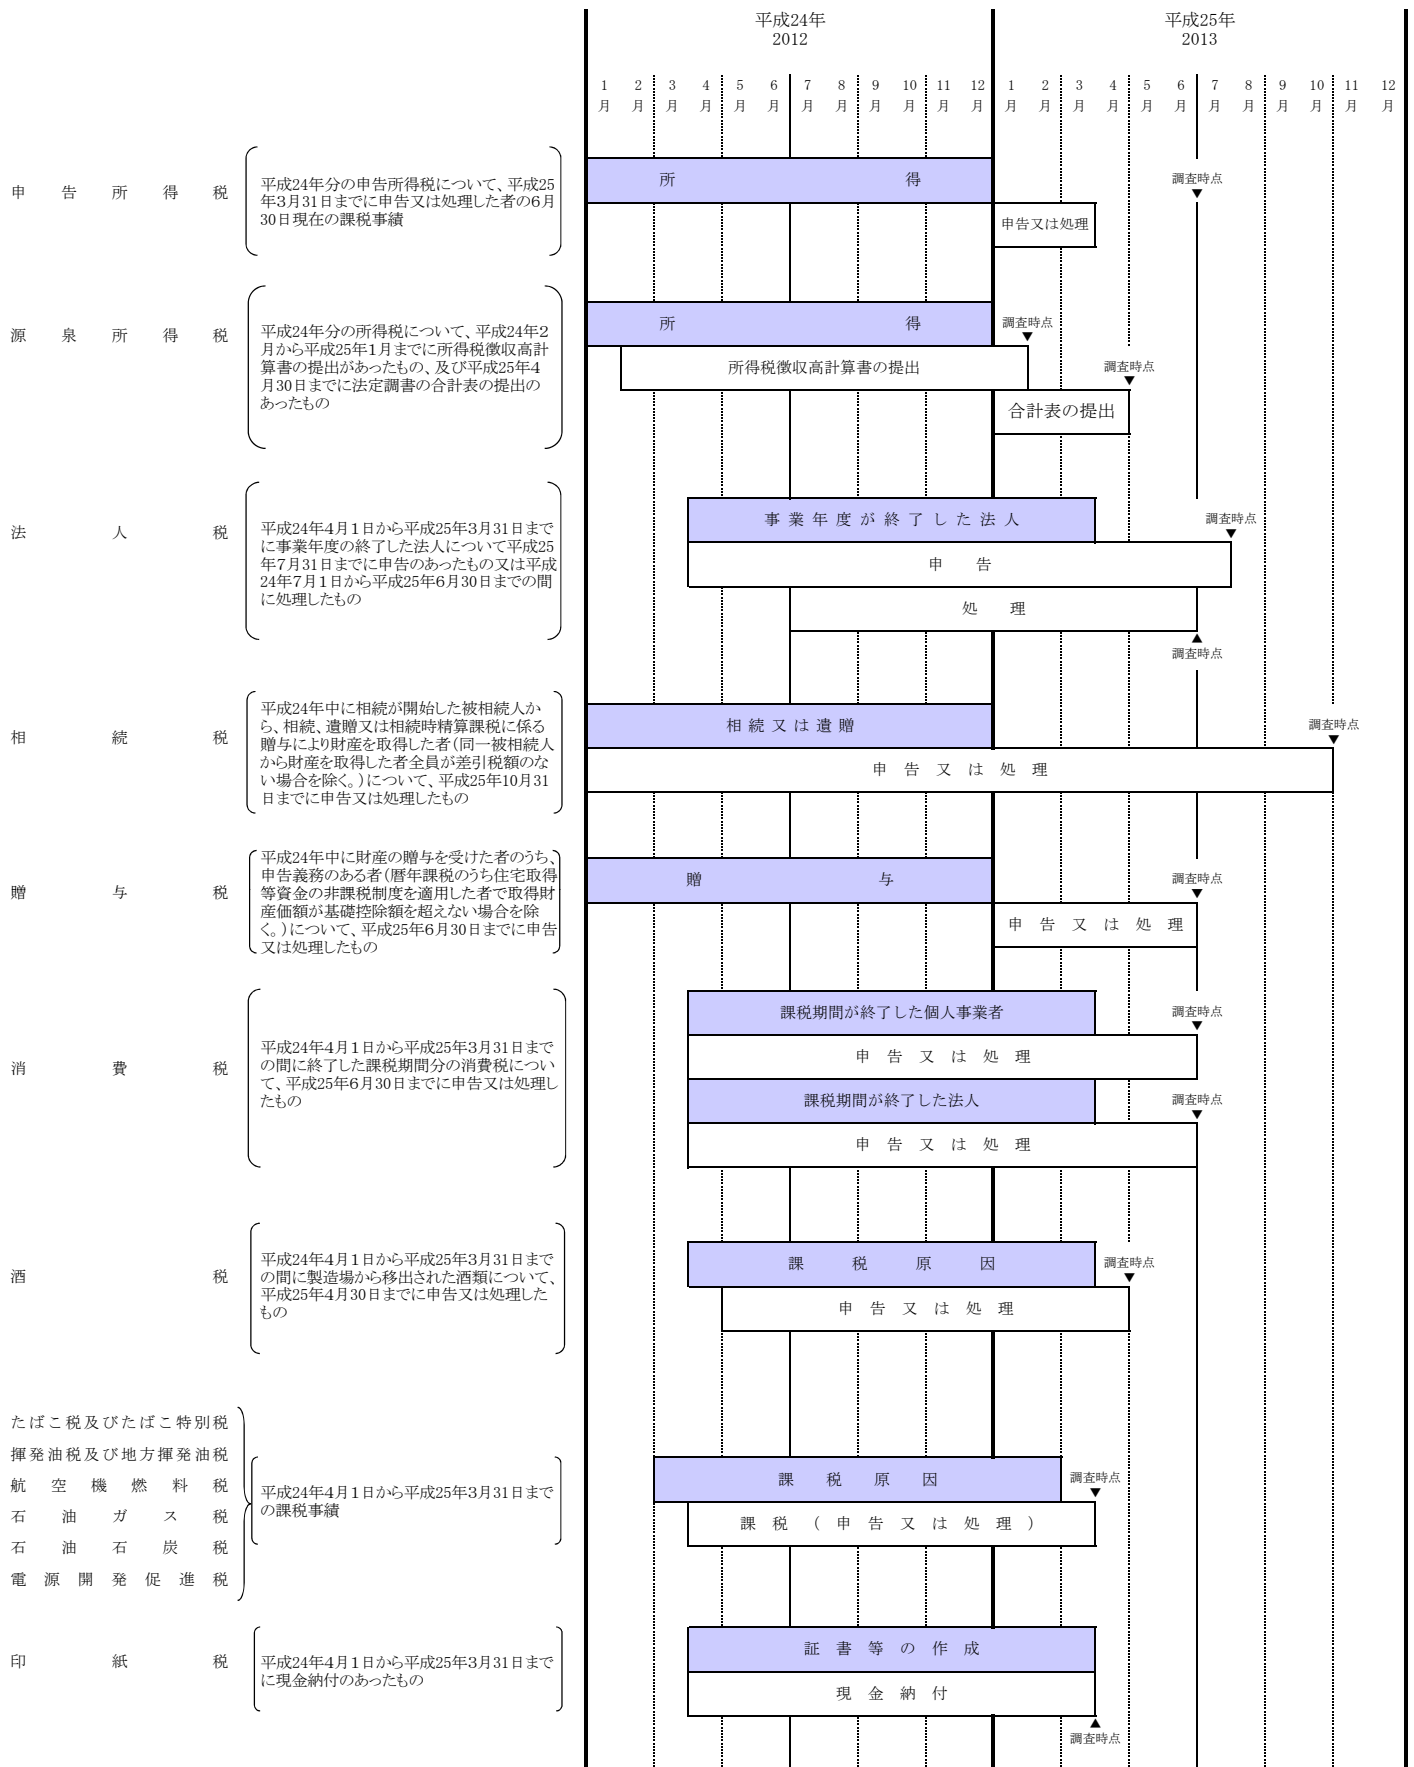 平成24年
2012
平成25年
2013
1 2 3 4 5 6 7 8 9 10 11 12 1 2 3 4 5 6 7 8 9 10 11 12
月 月 月 月 月 月 月 月 月 月 月 月 月 月 月 月 月 月 月 月 月 月 月 月
申告所得税
平成24年分の申告所得税について、平成25
年3月31日までに申告又は処理した者の6月
30日現在の課税事績
所得
調査時点
▼
申告又は処理
源泉所得税
平成24年分の所得税について、平成24年2
月から平成25年1月までに所得税徴収高計
算書の提出があったもの、及び平成25年4
月30日までに法定調書の合計表の提出の
あったもの
所得
調査時点
▼
所得税徴収高計算書の提出
調査時点
▼
合計表の提出
法人税
平成24年4月1日から平成25年3月31日まで
に事業年度の終了した法人について平成25
年7月31日までに申告のあったもの又は平成
24年7月1日から平成25年6月30日までの間
に処理したもの
事業年度が終了した法人
調査時点
▼
申告
処理
▲
調査時点
相続税
平成24年中に相続が開始した被相続人か
ら、相続、遺贈又は相続時精算課税に係る
贈与により財産を取得した者（同一被相続人
から財産を取得した者全員が差引税額のな
い場合を除く。）について、平成25年10月31
日までに申告又は処理したもの
相続又は遺贈
調査時点
▼
申告又は処理
贈与税
平成24年中に財産の贈与を受けた者のうち、
申告義務のある者（暦年課税のうち住宅取得
等資金の非課税制度を適用した者で取得財
産価額が基礎控除額を超えない場合を除
く。）について、平成25年6月30日までに申告
又は処理したもの
贈与
調査時点
▼
申告又は処理
消費税
平成24年4月1日から平成25年3月31日まで
の間に終了した課税期間分の消費税につい
て、平成25年6月30日までに申告又は処理し
たもの
課税期間が終了した個人事業者
調査時点
▼
申告又は処理
課税期間が終了した法人
調査時点
▼
申告又は処理
酒税
平成24年4月1日から平成25年3月31日まで
の間に製造場から移出された酒類について、
平成25年4月30日までに申告又は処理した
もの
課税原因
調査時点
▼
申告又は処理
たばこ税及びたばこ特別税
揮発油税及び地方揮発油税
航空機燃料税
石油ガス税
石油石炭税
電源開発促進税
平成24年4月1日から平成25年3月31日まで
の課税事績
課税原因
調査時点
▼
課税（申告又は処理）
印紙税
平成24年4月1日から平成25年3月31日まで
に現金納付のあったもの
証書等の作成
現金納付
▲
調査時点